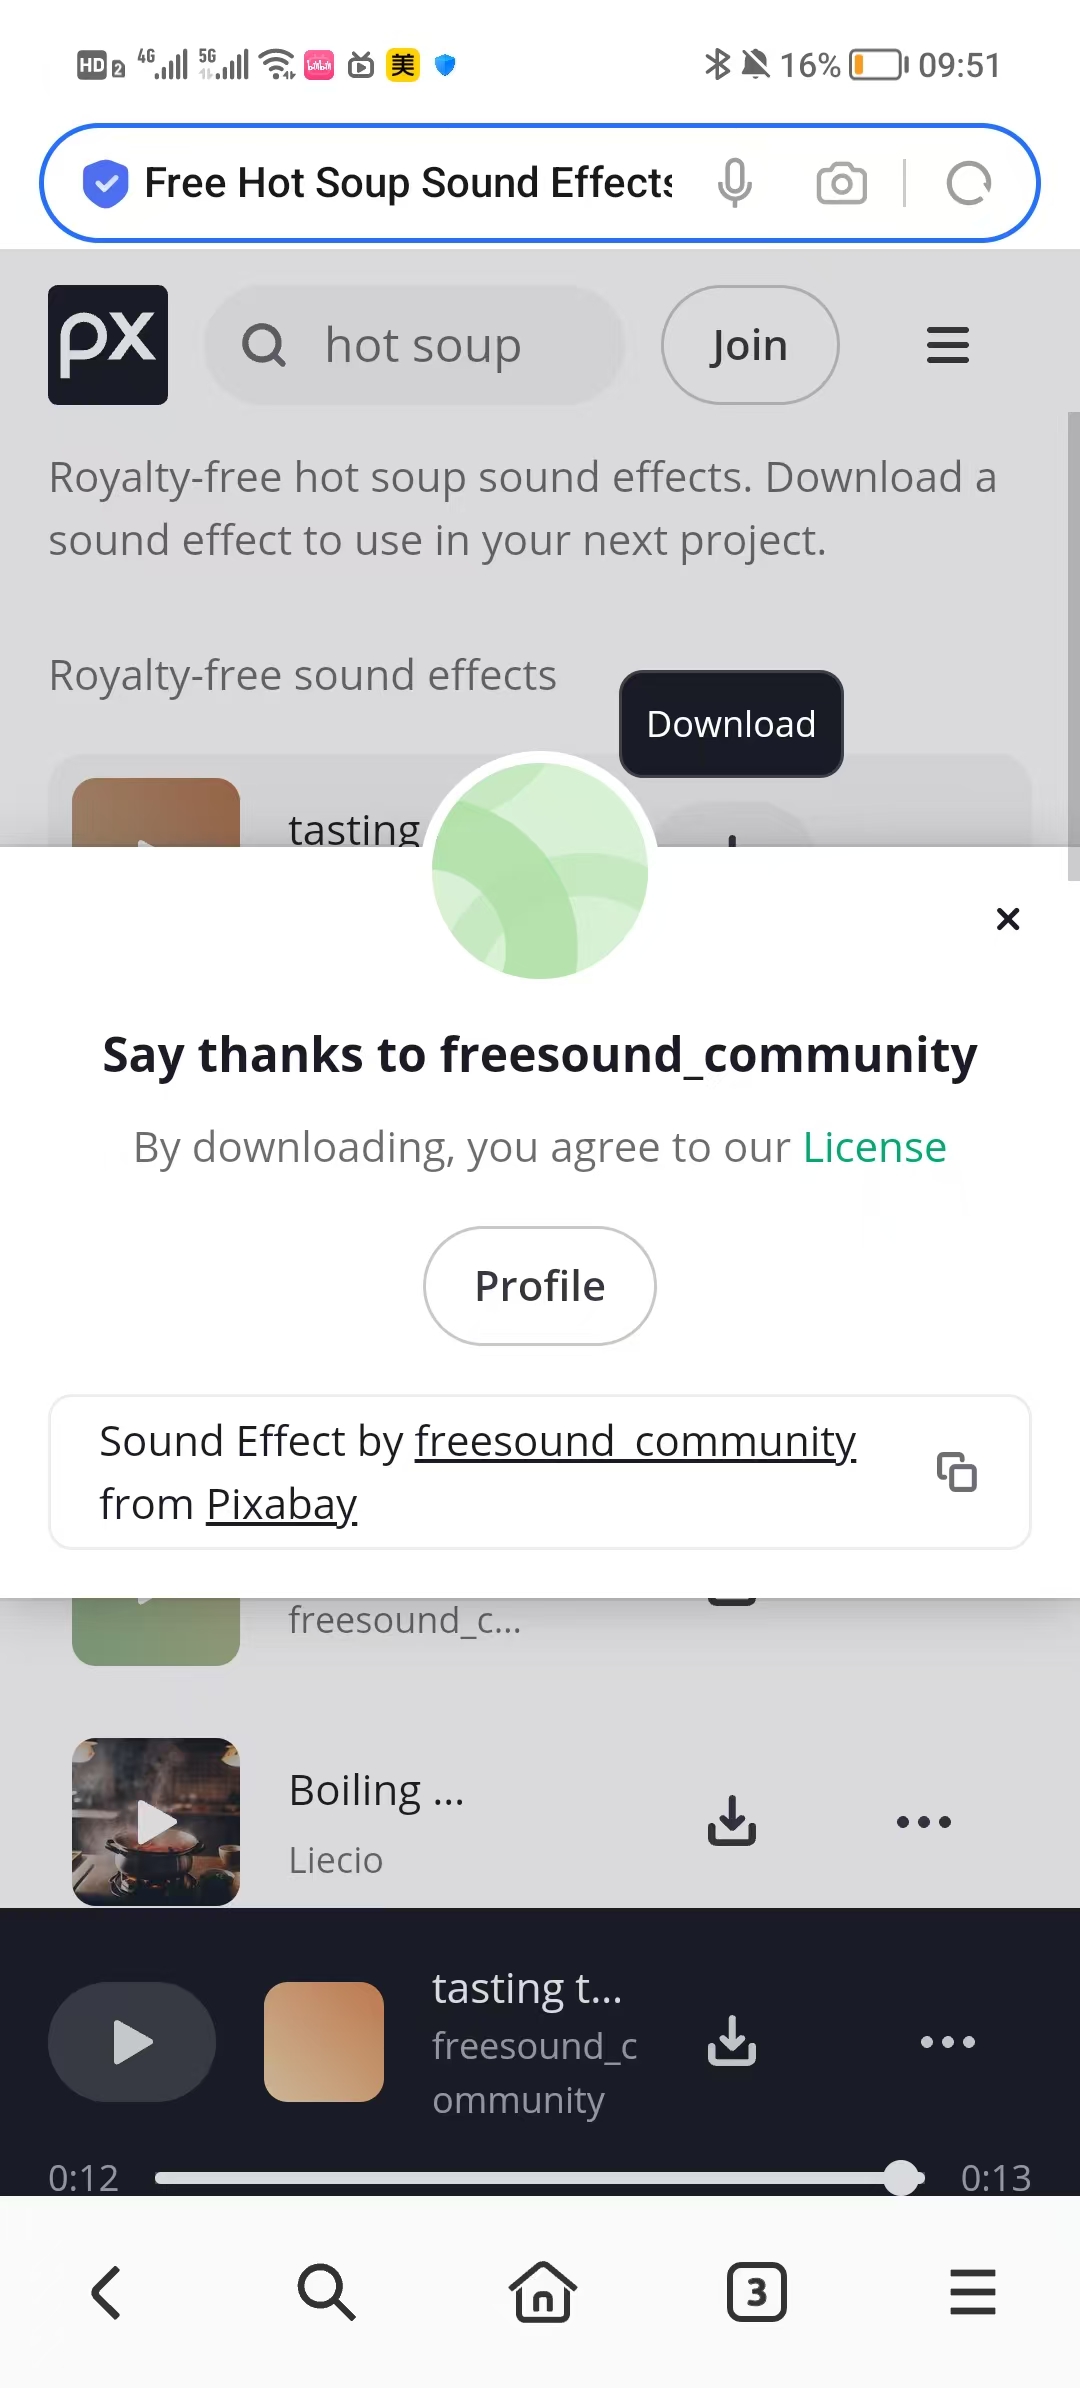 HD 2 4G 5G bilibili 美 16% 09:51
Free Hot Soup Sound Effects
px hot soup Join
Royalty-free hot soup sound effects. Download a
sound effect to use in your next project.
Royalty-free sound effects
Download
tasting
Say thanks to freesound_community
By downloading, you agree to our License
Profile
Sound Effect by freesound_community
from Pixabay
freesound_c...
Boiling ...
Liecio
tasting t...
freesound_c
ommunity
0:12 0:13
3